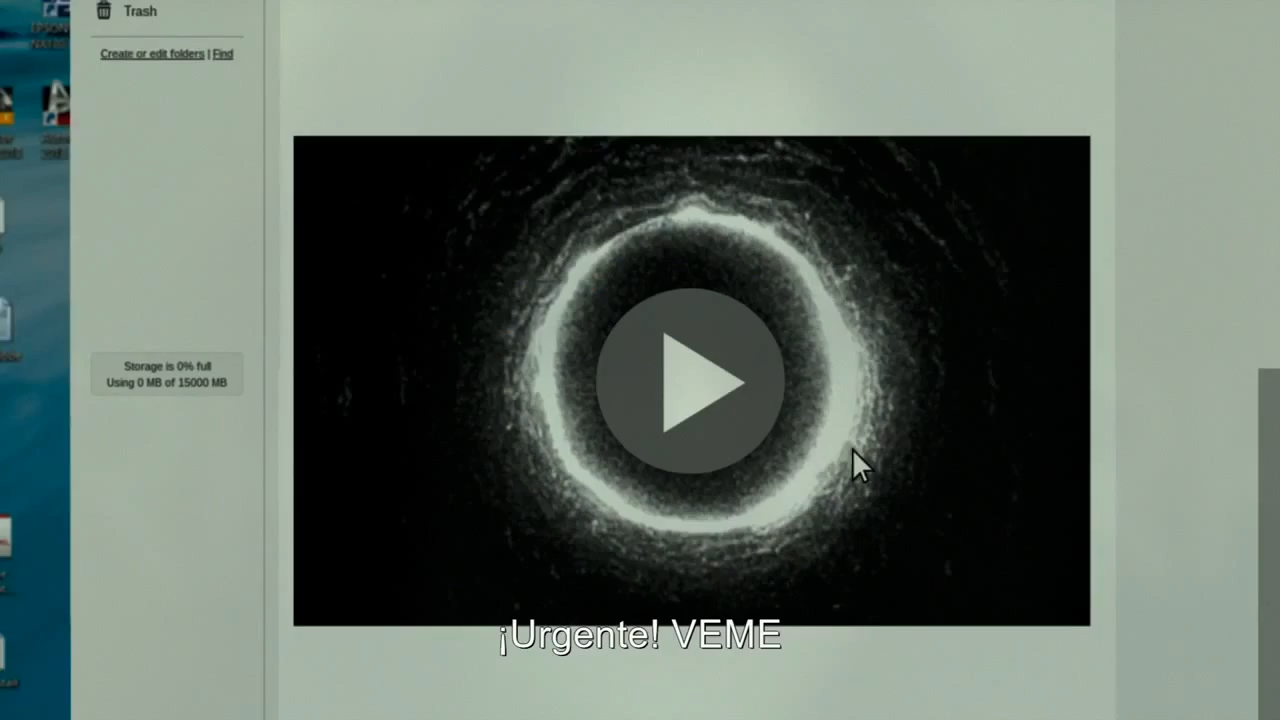 Trash
Create or edit folders | Find
Storage is 0% full
Using 0 MB of 15000 MB
¡Urgente! VEME